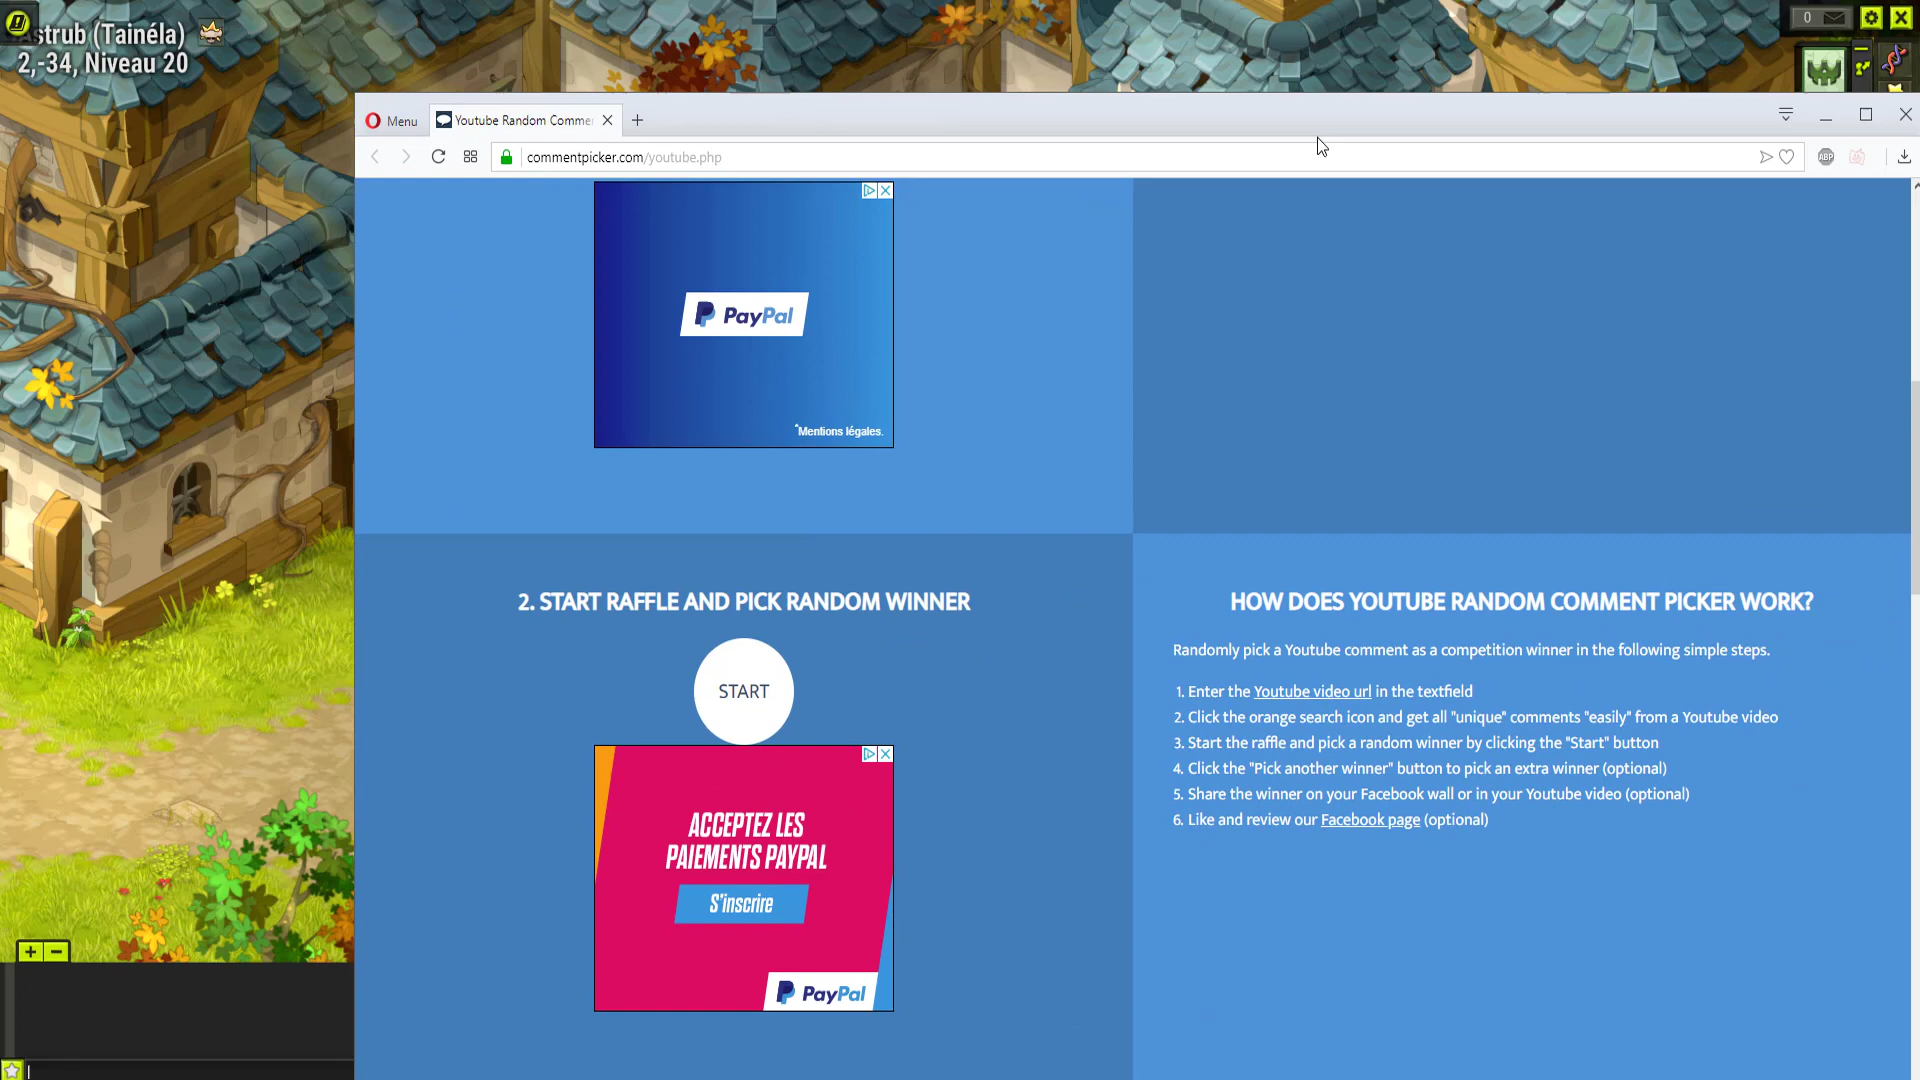 Astrub (Tainéla)
2,-34, Niveau 20
0
Menu
Youtube Random Comme
commentpicker.com/youtube.php
ABP
PayPal
*Mentions légales.
2. START RAFFLE AND PICK RANDOM WINNER
START
ACCEPTEZ LES
PAIEMENTS PAYPAL
S'inscrire
PayPal
HOW DOES YOUTUBE RANDOM COMMENT PICKER WORK?
Randomly pick a Youtube comment as a competition winner in the following simple steps.
1. Enter the Youtube video url in the textfield
2. Click the orange search icon and get all "unique" comments "easily" from a Youtube video
3. Start the raffle and pick a random winner by clicking the "Start" button
4. Click the "Pick another winner" button to pick an extra winner (optional)
5. Share the winner on your Facebook wall or in your Youtube video (optional)
6. Like and review our Facebook page (optional)